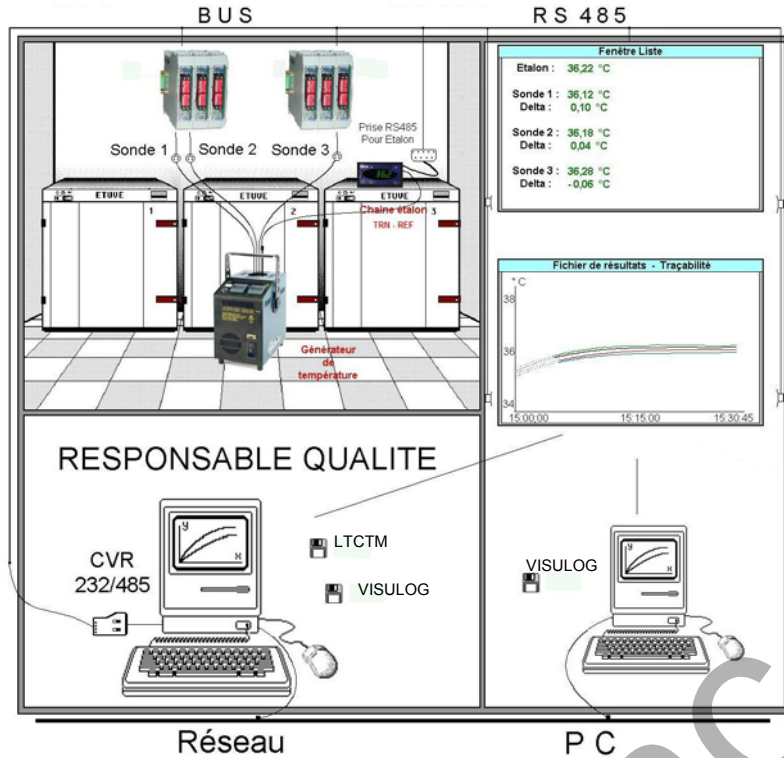 BUS RS 485
Fenêtre Liste
Etalon : 36,22 °C
Sonde 1 : 36,12 °C
Delta : 0,10 °C
Sonde 2 : 36,18 °C
Delta : 0,04 °C
Sonde 3 : 36,28 °C
Delta : -0,06 °C
Prise RS485
Pour Etalon
Sonde 1 Sonde 2 Sonde 3
36.2
ETUVE ETUVE ETUVE
1 2 3
Chaine étalon
TRN - REF
Générateur
de
température
Fichier de résultats - Traçabilité
° C
38
36
34
15:00:00 15:15:00 15:30:45
RESPONSABLE QUALITE
CVR
232/485
y
x
LTCTM
VISULOG
VISULOG
y
x
Réseau PC